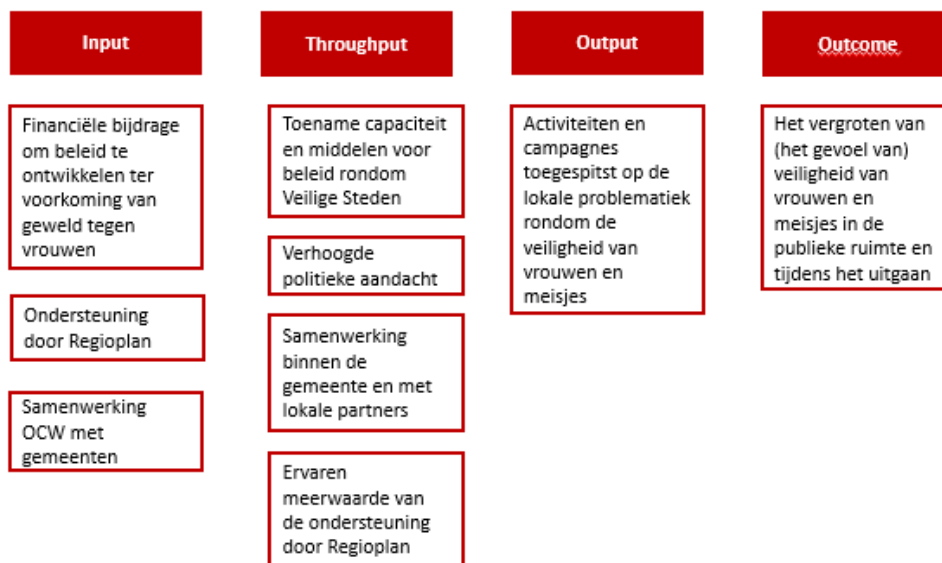 Input
Throughput
Output
Outcome
Financiële bijdrage
om beleid te
ontwikkelen ter
voorkoming van
geweld tegen
vrouwen
Ondersteuning
door Regioplan
Samenwerking
OCW met
gemeenten
Toename capaciteit
en middelen voor
beleid rondom
Veilige Steden
Verhoogde
politieke aandacht
Samenwerking
binnen de
gemeente en met
lokale partners
Ervaren
meerwaarde van
de ondersteuning
door Regioplan
Activiteiten en
campagnes
toegespitst op de
lokale problematiek
rondom de
veiligheid van
vrouwen en
meisjes
Het vergroten van
(het gevoel van)
veiligheid van
vrouwen en
meisjes in de
publieke ruimte en
tijdens het uitgaan